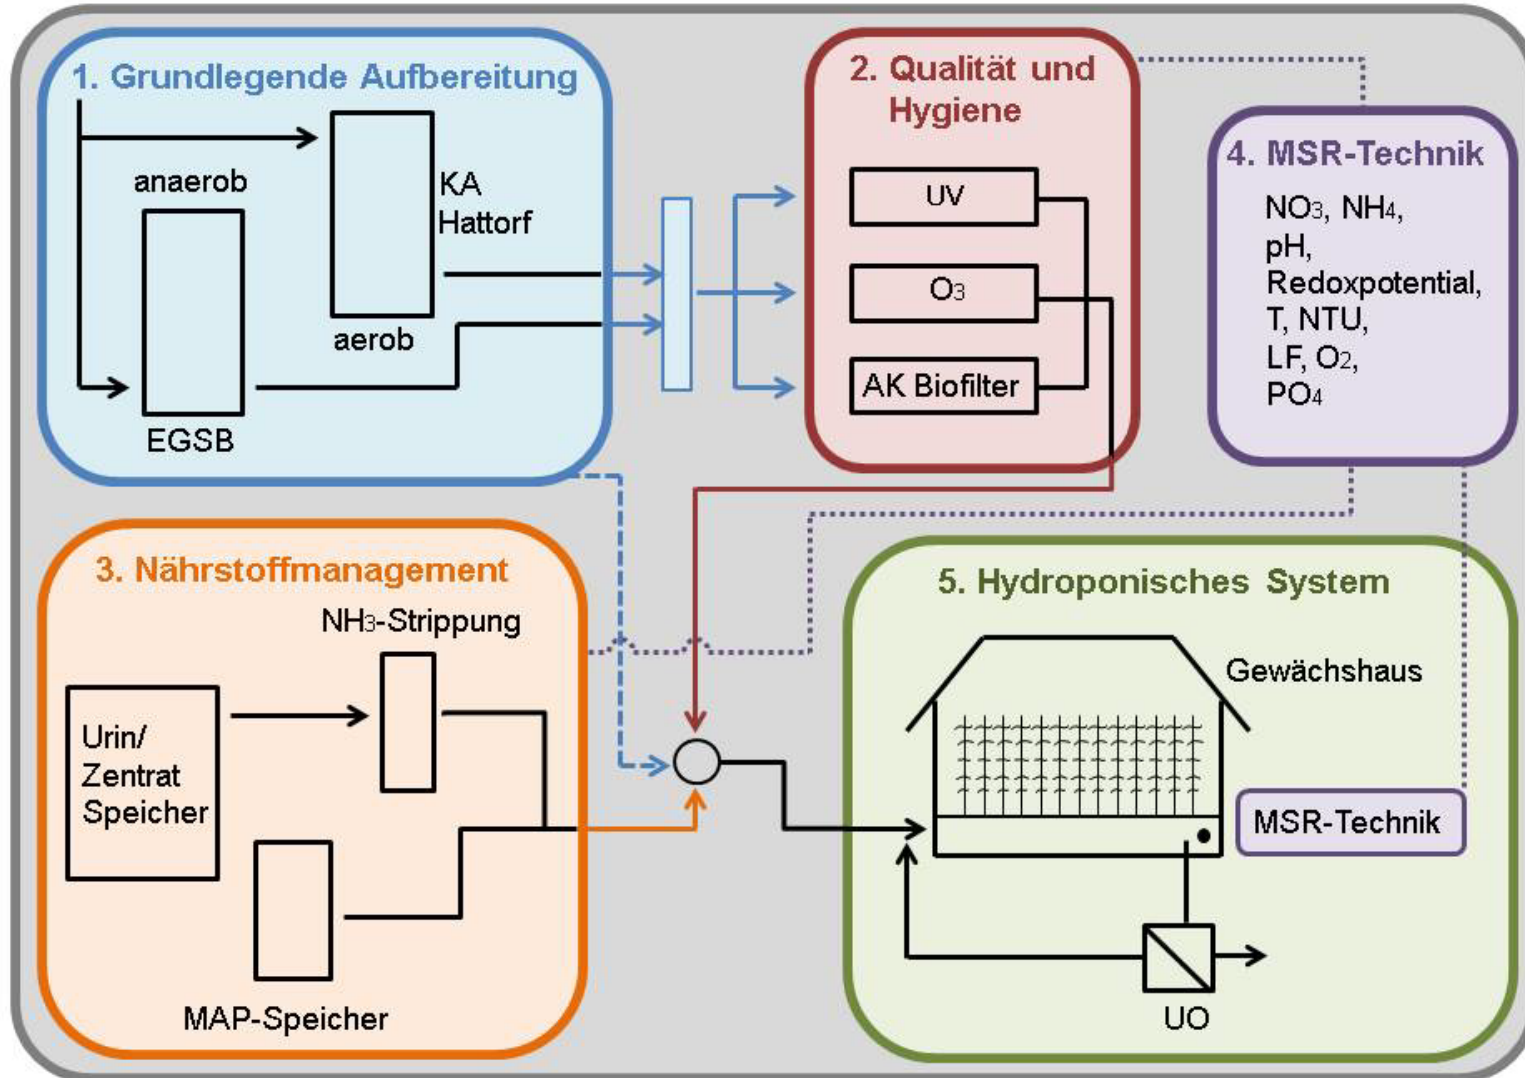 1. Grundlegende Aufbereitung
anaerob
KA
Hattorf
aerob
EGSB
2. Qualität und
Hygiene
UV
O₃
AK Biofilter
4. MSR-Technik
NO₃, NH₄,
pH,
Redoxpotential,
T, NTU,
LF, O₂,
PO₄
3. Nährstoffmanagement
NH₃-Strippung
Urin/
Zentrat
Speicher
MAP-Speicher
5. Hydroponisches System
Gewächshaus
MSR-Technik
UO